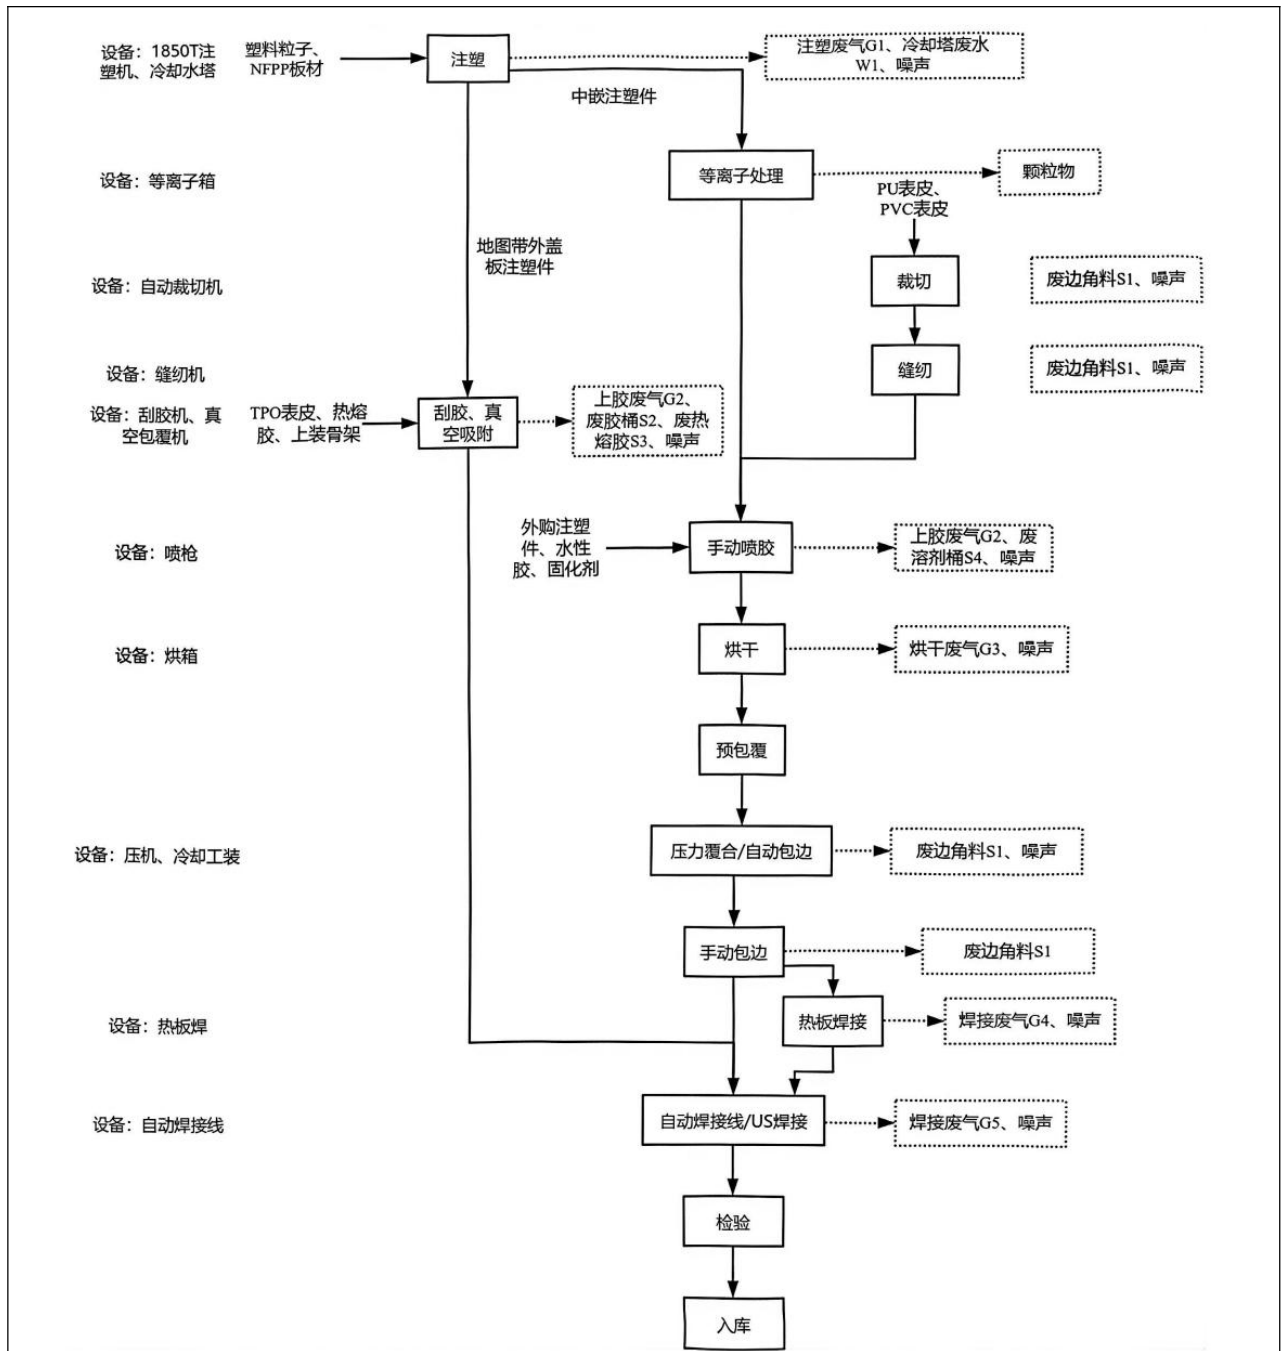 设备：1850T注
塑机、冷却水塔
塑料粒子、
NFPP板材
注塑
注塑废气G1、冷却塔废水
W1、噪声
中嵌注塑件
设备：等离子箱
等离子处理
颗粒物
PU表皮、
PVC表皮
地图带外盖
板注塑件
设备：自动裁切机
裁切
废边角料S1、噪声
设备：缝纫机
缝纫
废边角料S1、噪声
设备：刮胶机、真
空包覆机
TPO表皮、热熔
胶、上装骨架
刮胶、真
空吸附
上胶废气G2、
废胶桶S2、废热
熔胶S3、噪声
设备：喷枪
外购注塑
件、水性
胶、固化剂
手动喷胶
上胶废气G2、废
溶剂桶S4、噪声
设备：烘箱
烘干
烘干废气G3、噪声
预包覆
设备：压机、冷却工装
压力覆合/自动包边
废边角料S1、噪声
手动包边
废边角料S1
设备：热板焊
热板焊接
焊接废气G4、噪声
设备：自动焊接线
自动焊接线/US焊接
焊接废气G5、噪声
检验
入库